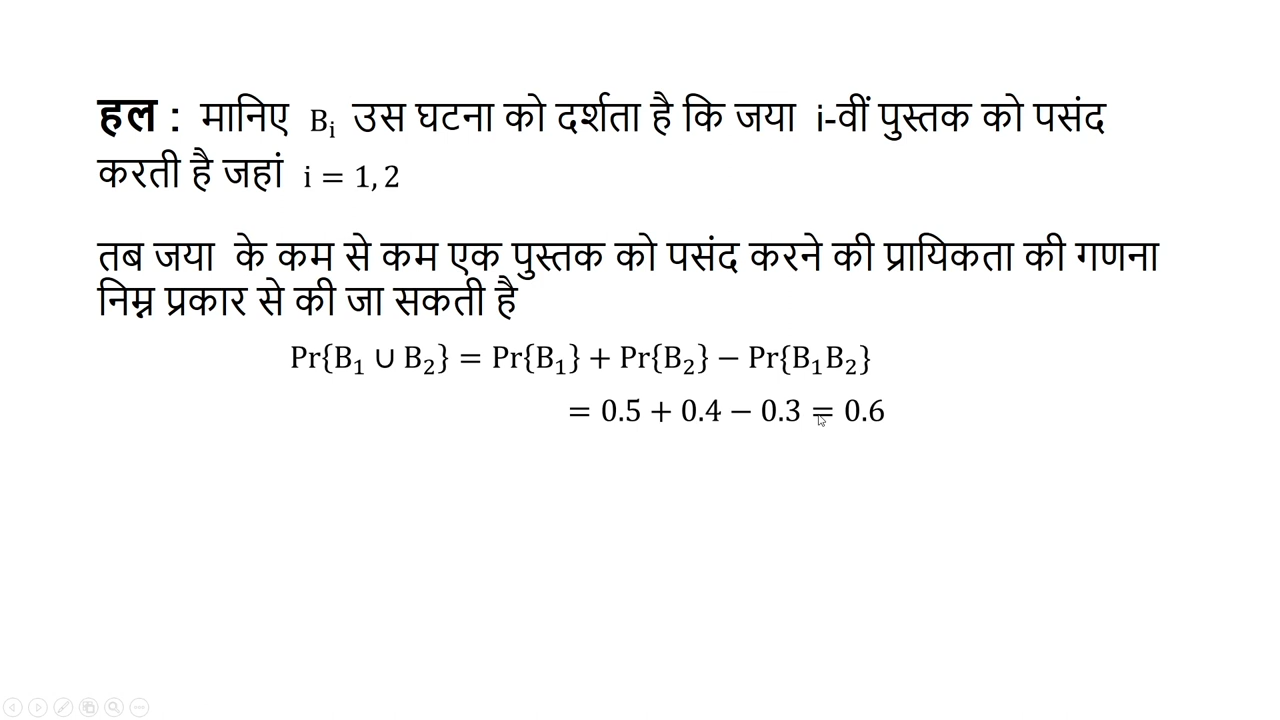 हल : मानिए B₁ उस घटना को दर्शता है कि जया i-वीं पुस्तक को पसंद
करती है जहां i = 1, 2
तब जया के कम से कम एक पुस्तक को पसंद करने की प्रायिकता की गणना
निम्न प्रकार से की जा सकती है
Pr{B₁ ∪ B₂} = Pr{B₁} + Pr{B₂} − Pr{B₁B₂}
= 0.5 + 0.4 − 0.3 = 0.6